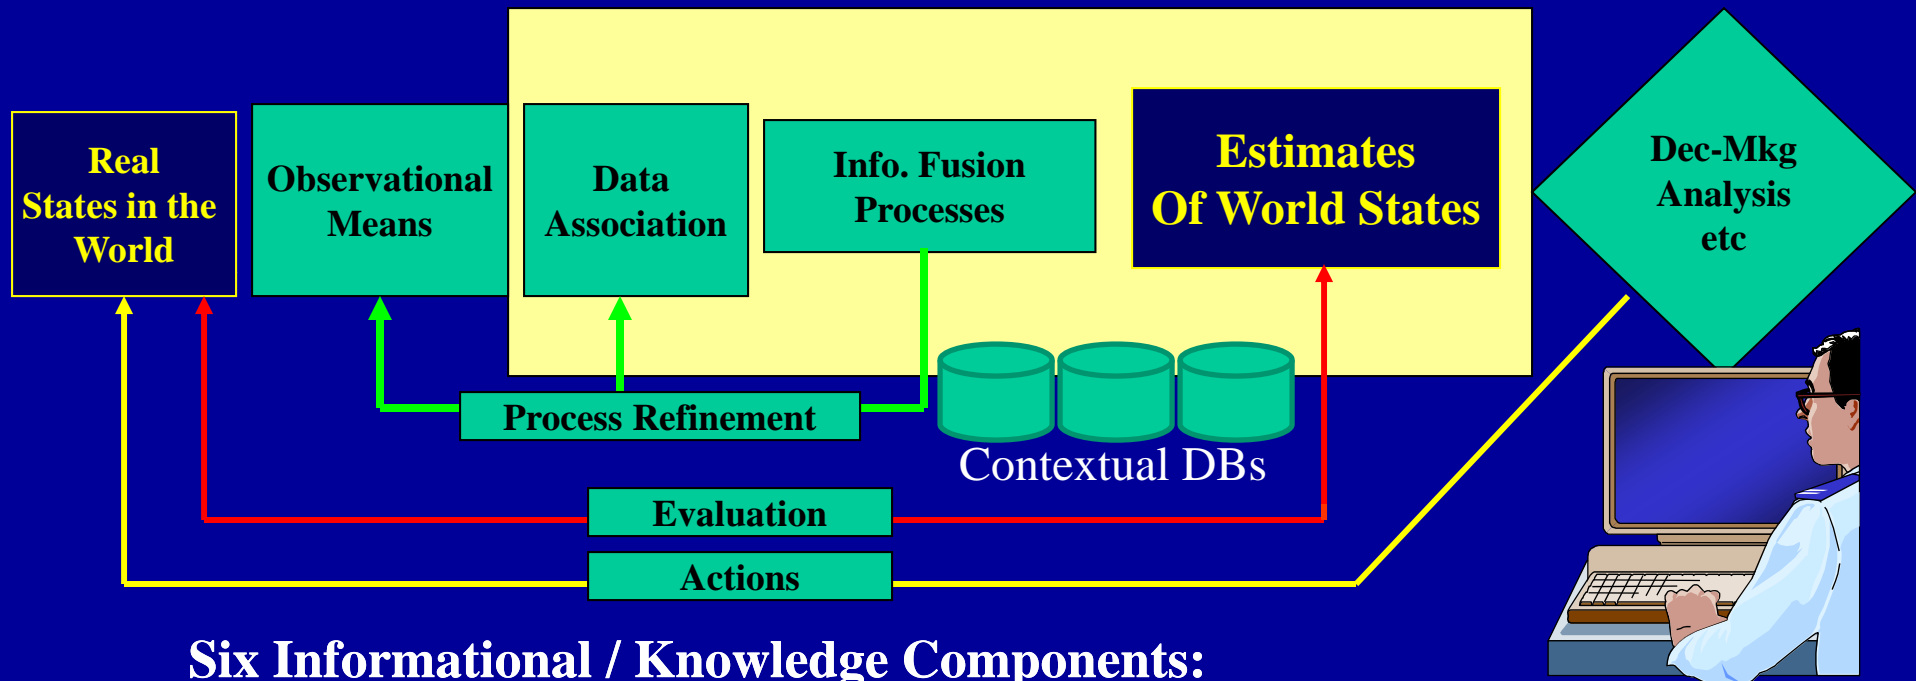 Real
States in the
World
Observational
Means
Data
Association
Info. Fusion
Processes
Estimates
Of World States
Dec-Mkg
Analysis
etc
Process Refinement
Contextual DBs
Evaluation
Actions
Six Informational / Knowledge Components: